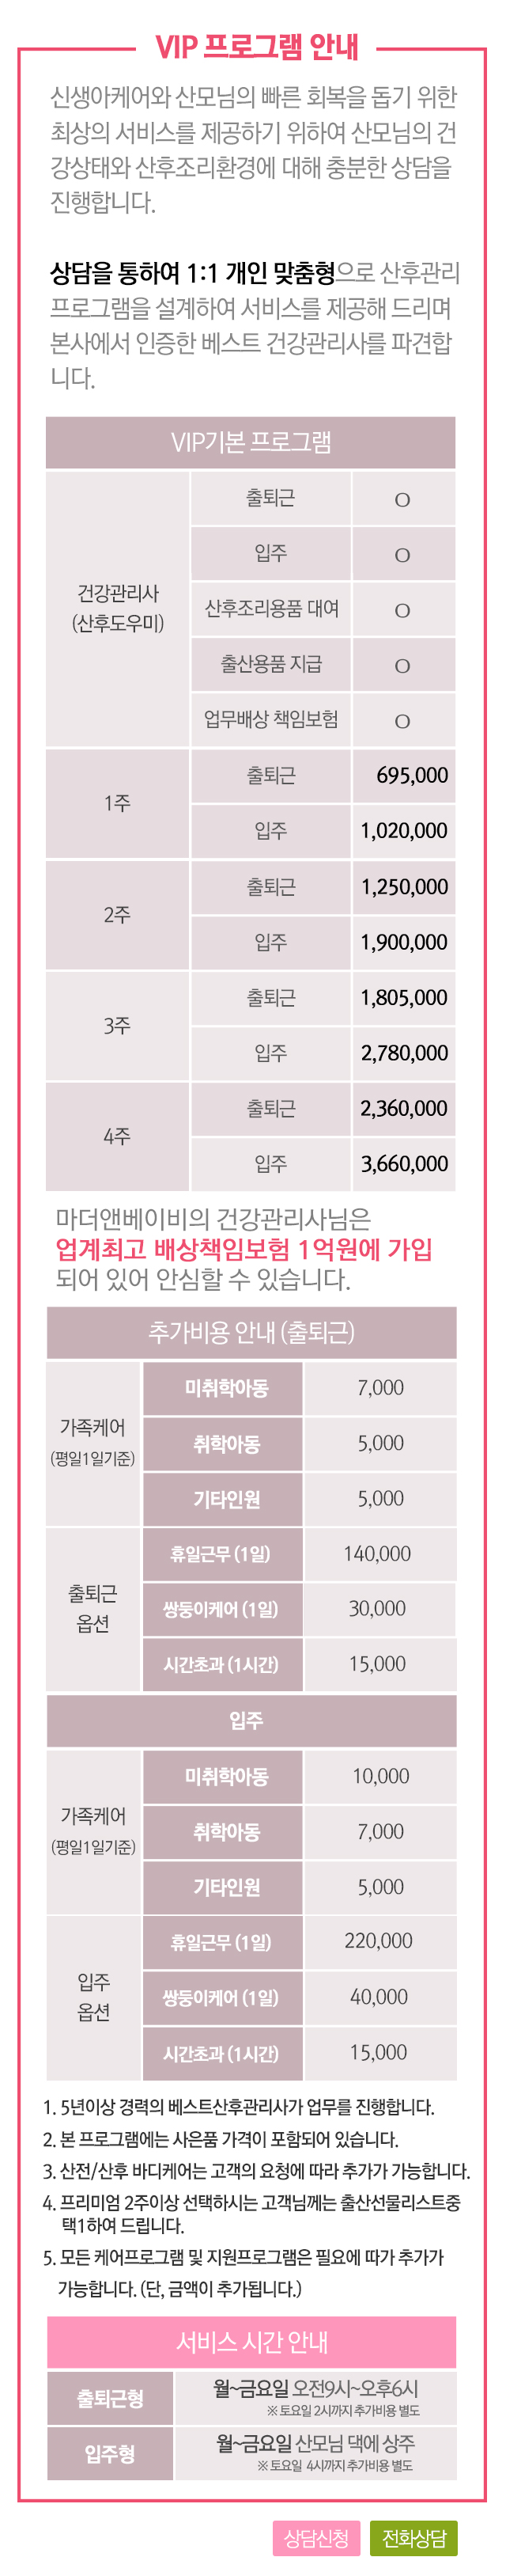 VIP 프로그램 안내
신생아케어와 산모님의 빠른 회복을 돕기 위한
최상의 서비스를 제공하기 위하여 산모님의 건
강상태와 산후조리환경에 대해 충분한 상담을
진행합니다.
상담을 통하여 1:1 개인 맞춤형으로 산후관리
프로그램을 설계하여 서비스를 제공해 드리며
본사에서 인증한 베스트 건강관리사를 파견합
니다.
VIP기본 프로그램
건강관리사
(산후도우미)
출퇴근 O
입주 O
산후조리용품 대여 O
출산용품 지급 O
업무배상 책임보험 O
1주
출퇴근 695,000
입주 1,020,000
2주
출퇴근 1,250,000
입주 1,900,000
3주
출퇴근 1,805,000
입주 2,780,000
4주
출퇴근 2,360,000
입주 3,660,000
마더앤베이비의 건강관리사님은
업계최고 배상책임보험 1억원에 가입
되어 있어 안심할 수 있습니다.
추가비용 안내 (출퇴근)
가족케어
(평일1일기준)
미취학아동 7,000
취학아동 5,000
기타인원 5,000
출퇴근
옵션
휴일근무 (1일) 140,000
쌍둥이케어 (1일) 30,000
시간초과 (1시간) 15,000
입주
가족케어
(평일1일기준)
미취학아동 10,000
취학아동 7,000
기타인원 5,000
입주
옵션
휴일근무 (1일) 220,000
쌍둥이케어 (1일) 40,000
시간초과 (1시간) 15,000
1. 5년이상 경력의 베스트산후관리사가 업무를 진행합니다.
2. 본 프로그램에는 사은품 가격이 포함되어 있습니다.
3. 산전/산후 바디케어는 고객의 요청에 따라 추가가 가능합니다.
4. 프리미엄 2주이상 선택하시는 고객님께는 출산선물리스트중
택1하여 드립니다.
5. 모든 케어프로그램 및 지원프로그램은 필요에 따가 추가가
가능합니다. (단, 금액이 추가됩니다.)
서비스 시간 안내
출퇴근형
월~금요일 오전9시~오후6시
※ 토요일 2시까지 추가비용 별도
입주형
월~금요일 산모님 댁에 상주
※ 토요일 4시까지 추가비용 별도
상담신청 전화상담